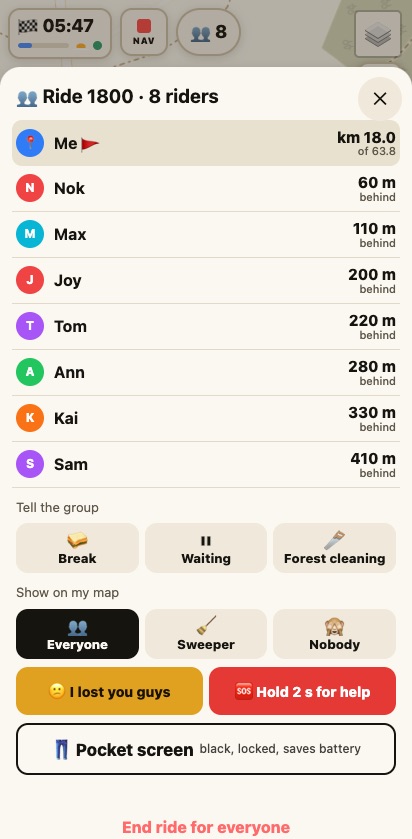 05:47
NAV
8
Ride 1800 · 8 riders
Me
km 18.0
of 63.8
N
Nok
60 m
behind
M
Max
110 m
behind
J
Joy
200 m
behind
T
Tom
220 m
behind
A
Ann
280 m
behind
K
Kai
330 m
behind
S
Sam
410 m
behind
Tell the group
Break
Waiting
Forest cleaning
Show on my map
Everyone
Sweeper
Nobody
I lost you guys
SOS Hold 2 s for help
Pocket screen black, locked, saves battery
End ride for everyone